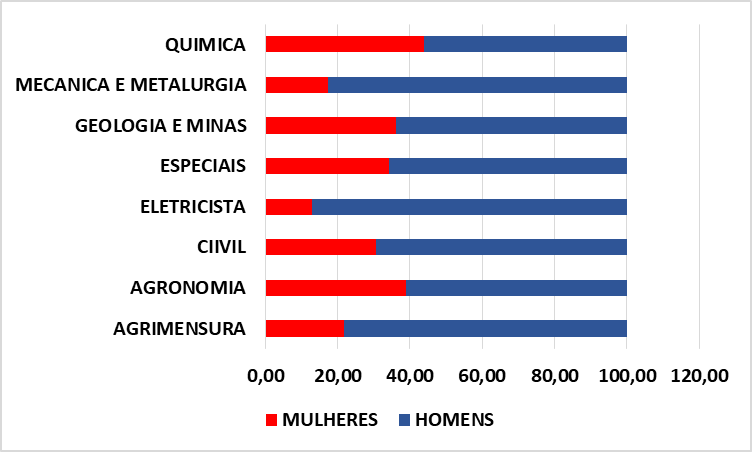 QUIMICA
MECANICA E METALURGIA
GEOLOGIA E MINAS
ESPECIAIS
ELETRICISTA
CIIVIL
AGRONOMIA
AGRIMENSURA
0,00 20,00 40,00 60,00 80,00 100,00 120,00
MULHERES HOMENS